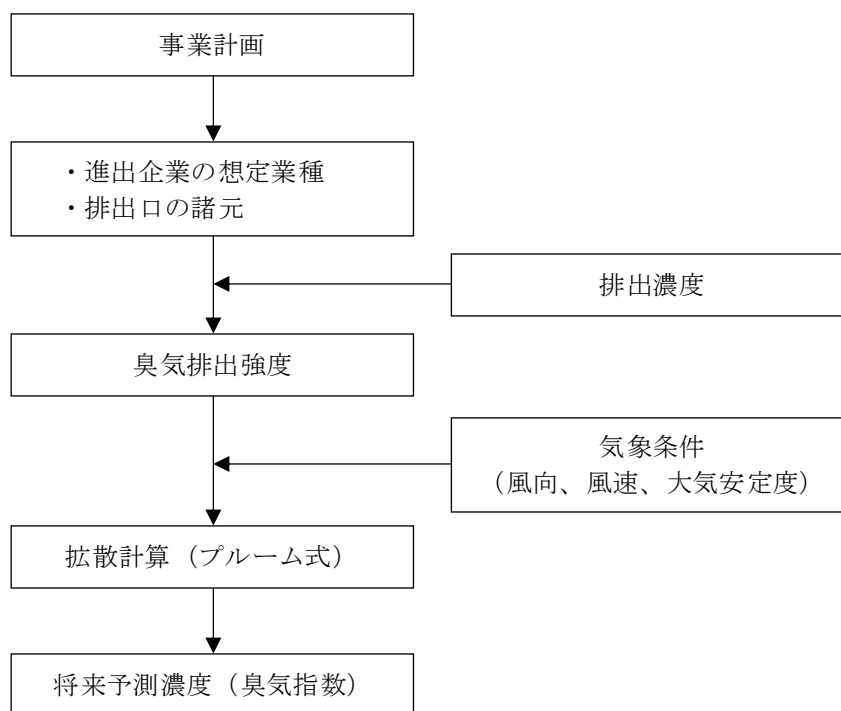 事業計画
・進出企業の想定業種
・排出口の諸元
排出濃度
臭気排出強度
気象条件
（風向、風速、大気安定度）
拡散計算（プルーム式）
将来予測濃度（臭気指数）